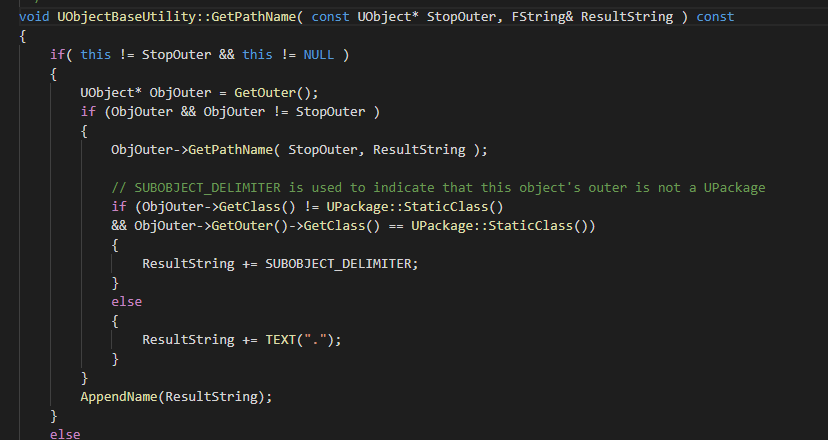 void UObjectBaseUtility::GetPathName( const UObject* StopOuter, FString& ResultString ) const
{
    if( this != StopOuter && this != NULL )
    {
        UObject* ObjOuter = GetOuter();
        if (ObjOuter && ObjOuter != StopOuter )
        {
            ObjOuter->GetPathName( StopOuter, ResultString );

            // SUBOBJECT_DELIMITER is used to indicate that this object's outer is not a UPackage
            if (ObjOuter->GetClass() != UPackage::StaticClass()
            && ObjOuter->GetOuter()->GetClass() == UPackage::StaticClass())
            {
                ResultString += SUBOBJECT_DELIMITER;
            }
            else
            {
                ResultString += TEXT(".");
            }
        }
        AppendName(ResultString);
    }
    else